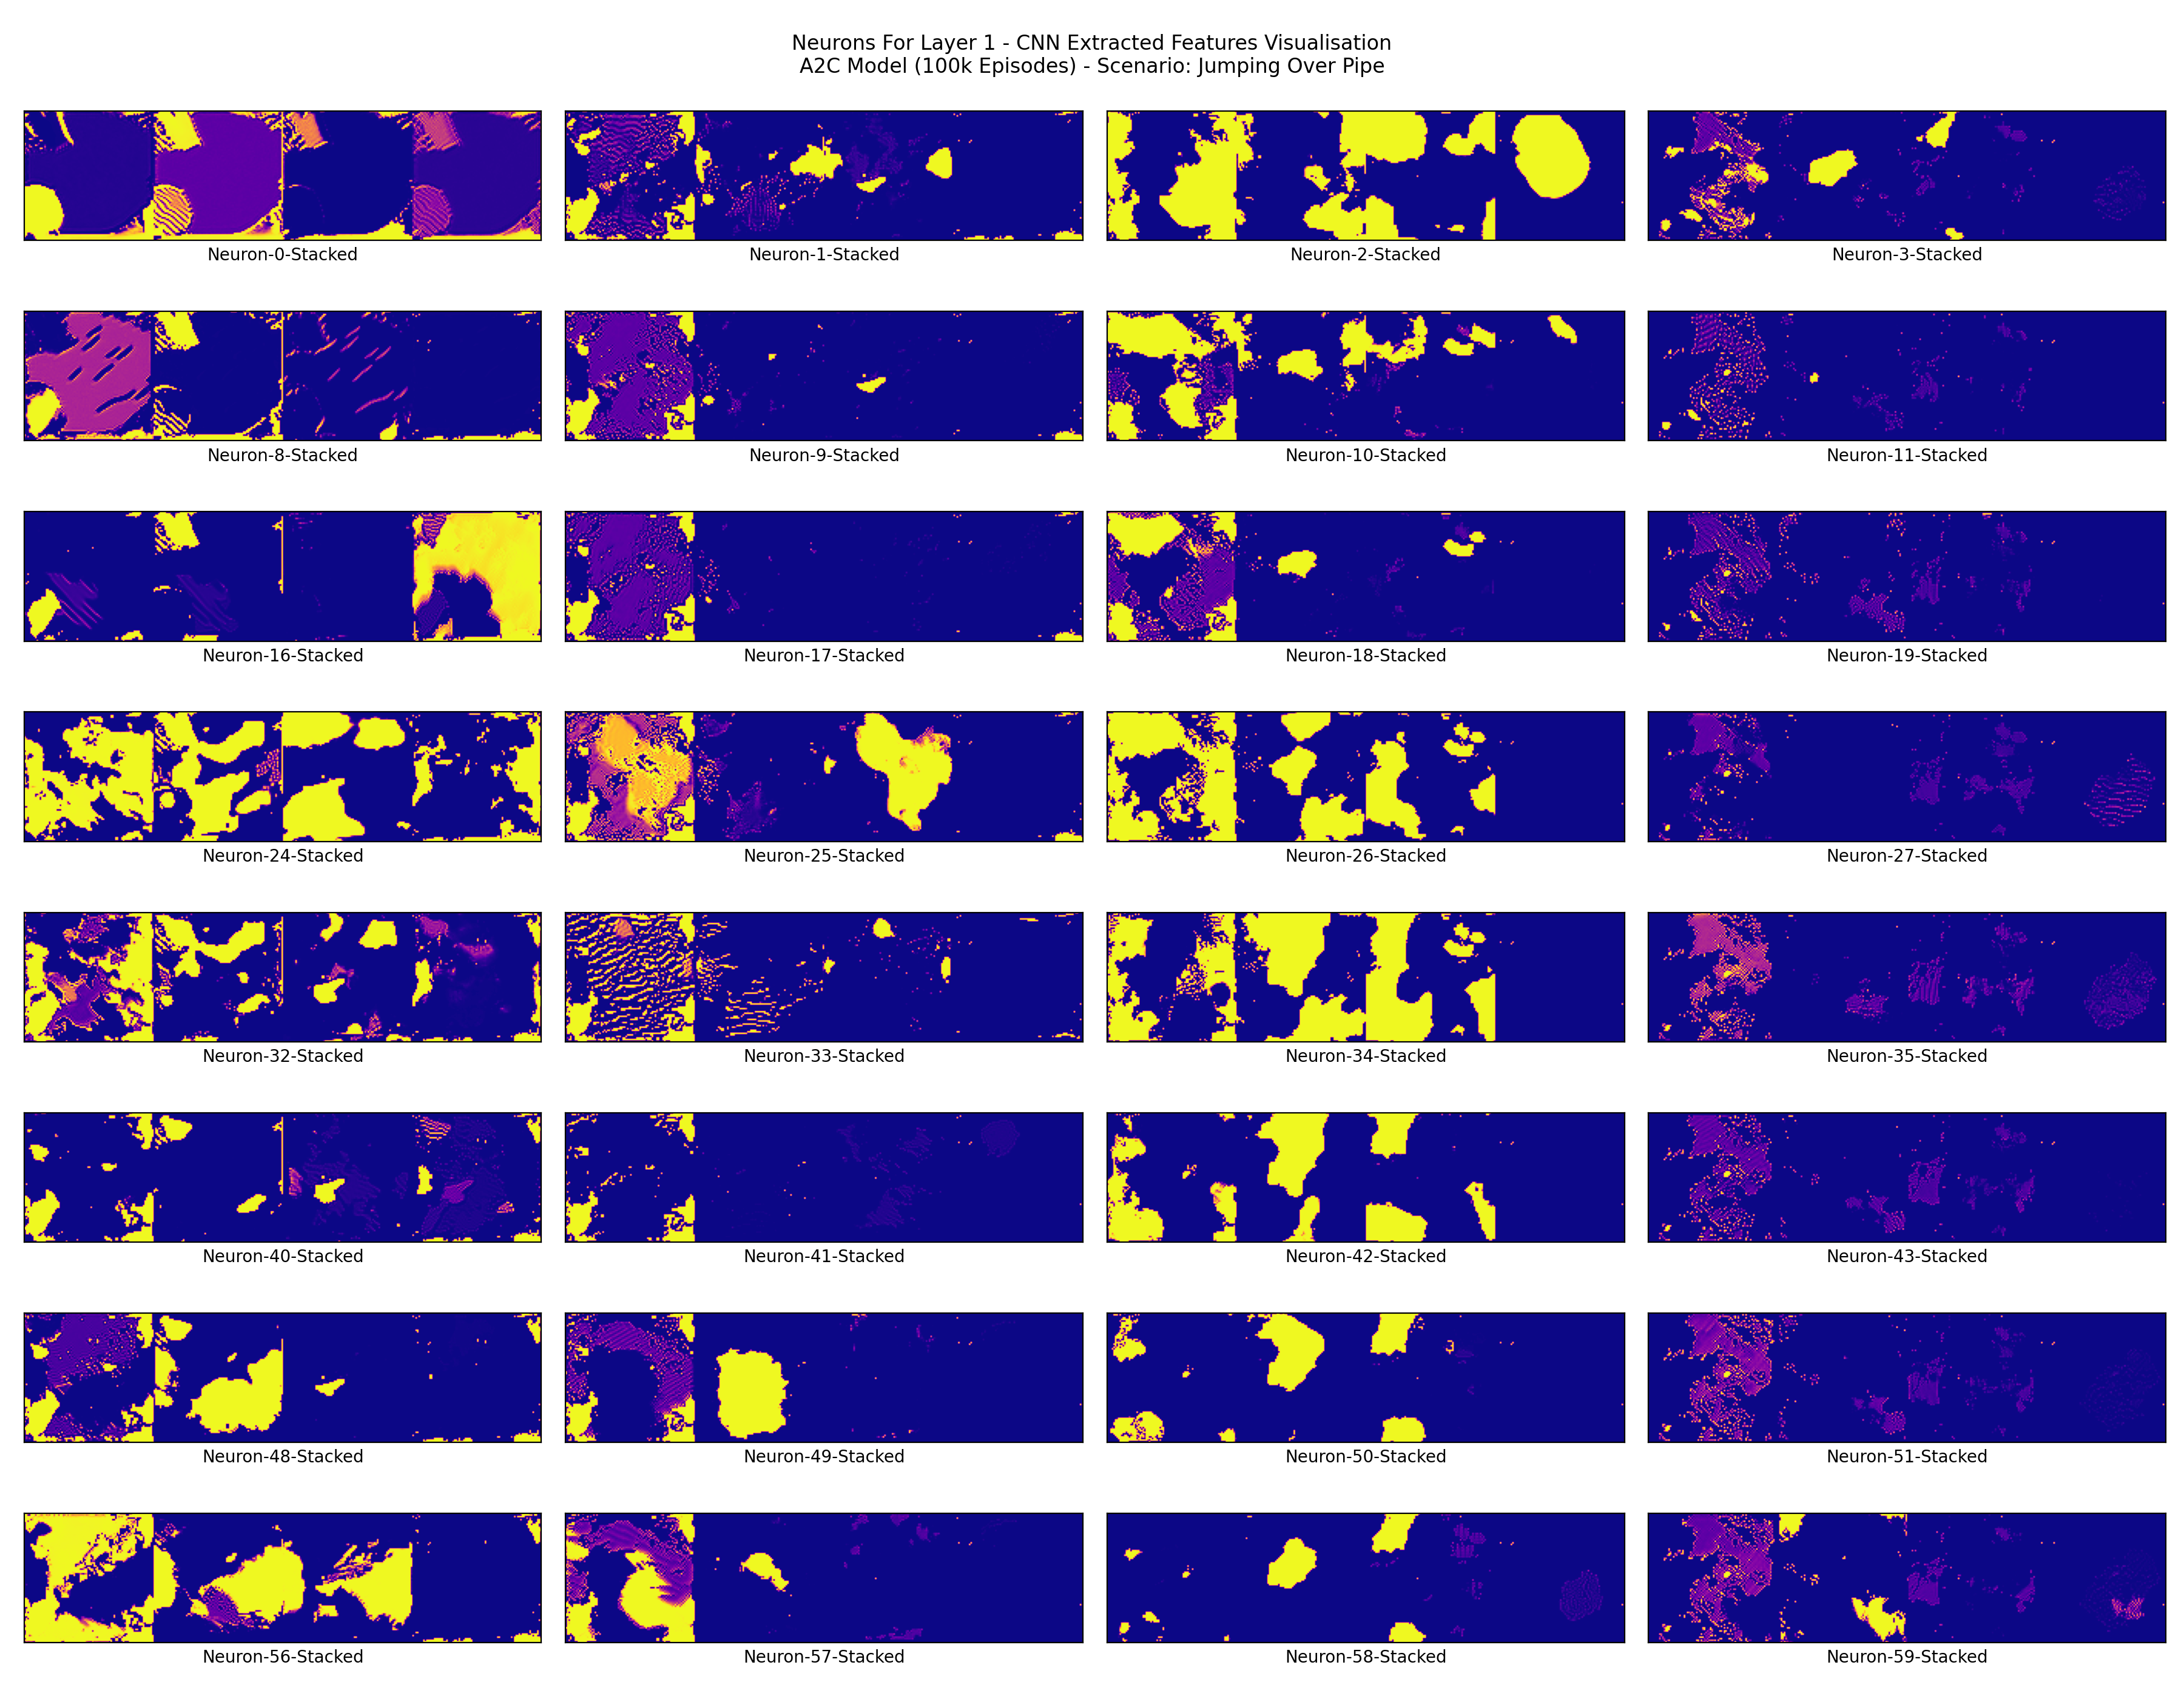 Neurons For Layer 1 - CNN Extracted Features Visualisation
A2C Model (100k Episodes) - Scenario: Jumping Over Pipe
Neuron-0-Stacked
Neuron-1-Stacked
Neuron-2-Stacked
Neuron-3-Stacked
Neuron-8-Stacked
Neuron-9-Stacked
Neuron-10-Stacked
Neuron-11-Stacked
Neuron-16-Stacked
Neuron-17-Stacked
Neuron-18-Stacked
Neuron-19-Stacked
Neuron-24-Stacked
Neuron-25-Stacked
Neuron-26-Stacked
Neuron-27-Stacked
Neuron-32-Stacked
Neuron-33-Stacked
Neuron-34-Stacked
Neuron-35-Stacked
Neuron-40-Stacked
Neuron-41-Stacked
Neuron-42-Stacked
Neuron-43-Stacked
Neuron-48-Stacked
Neuron-49-Stacked
Neuron-50-Stacked
Neuron-51-Stacked
Neuron-56-Stacked
Neuron-57-Stacked
Neuron-58-Stacked
Neuron-59-Stacked